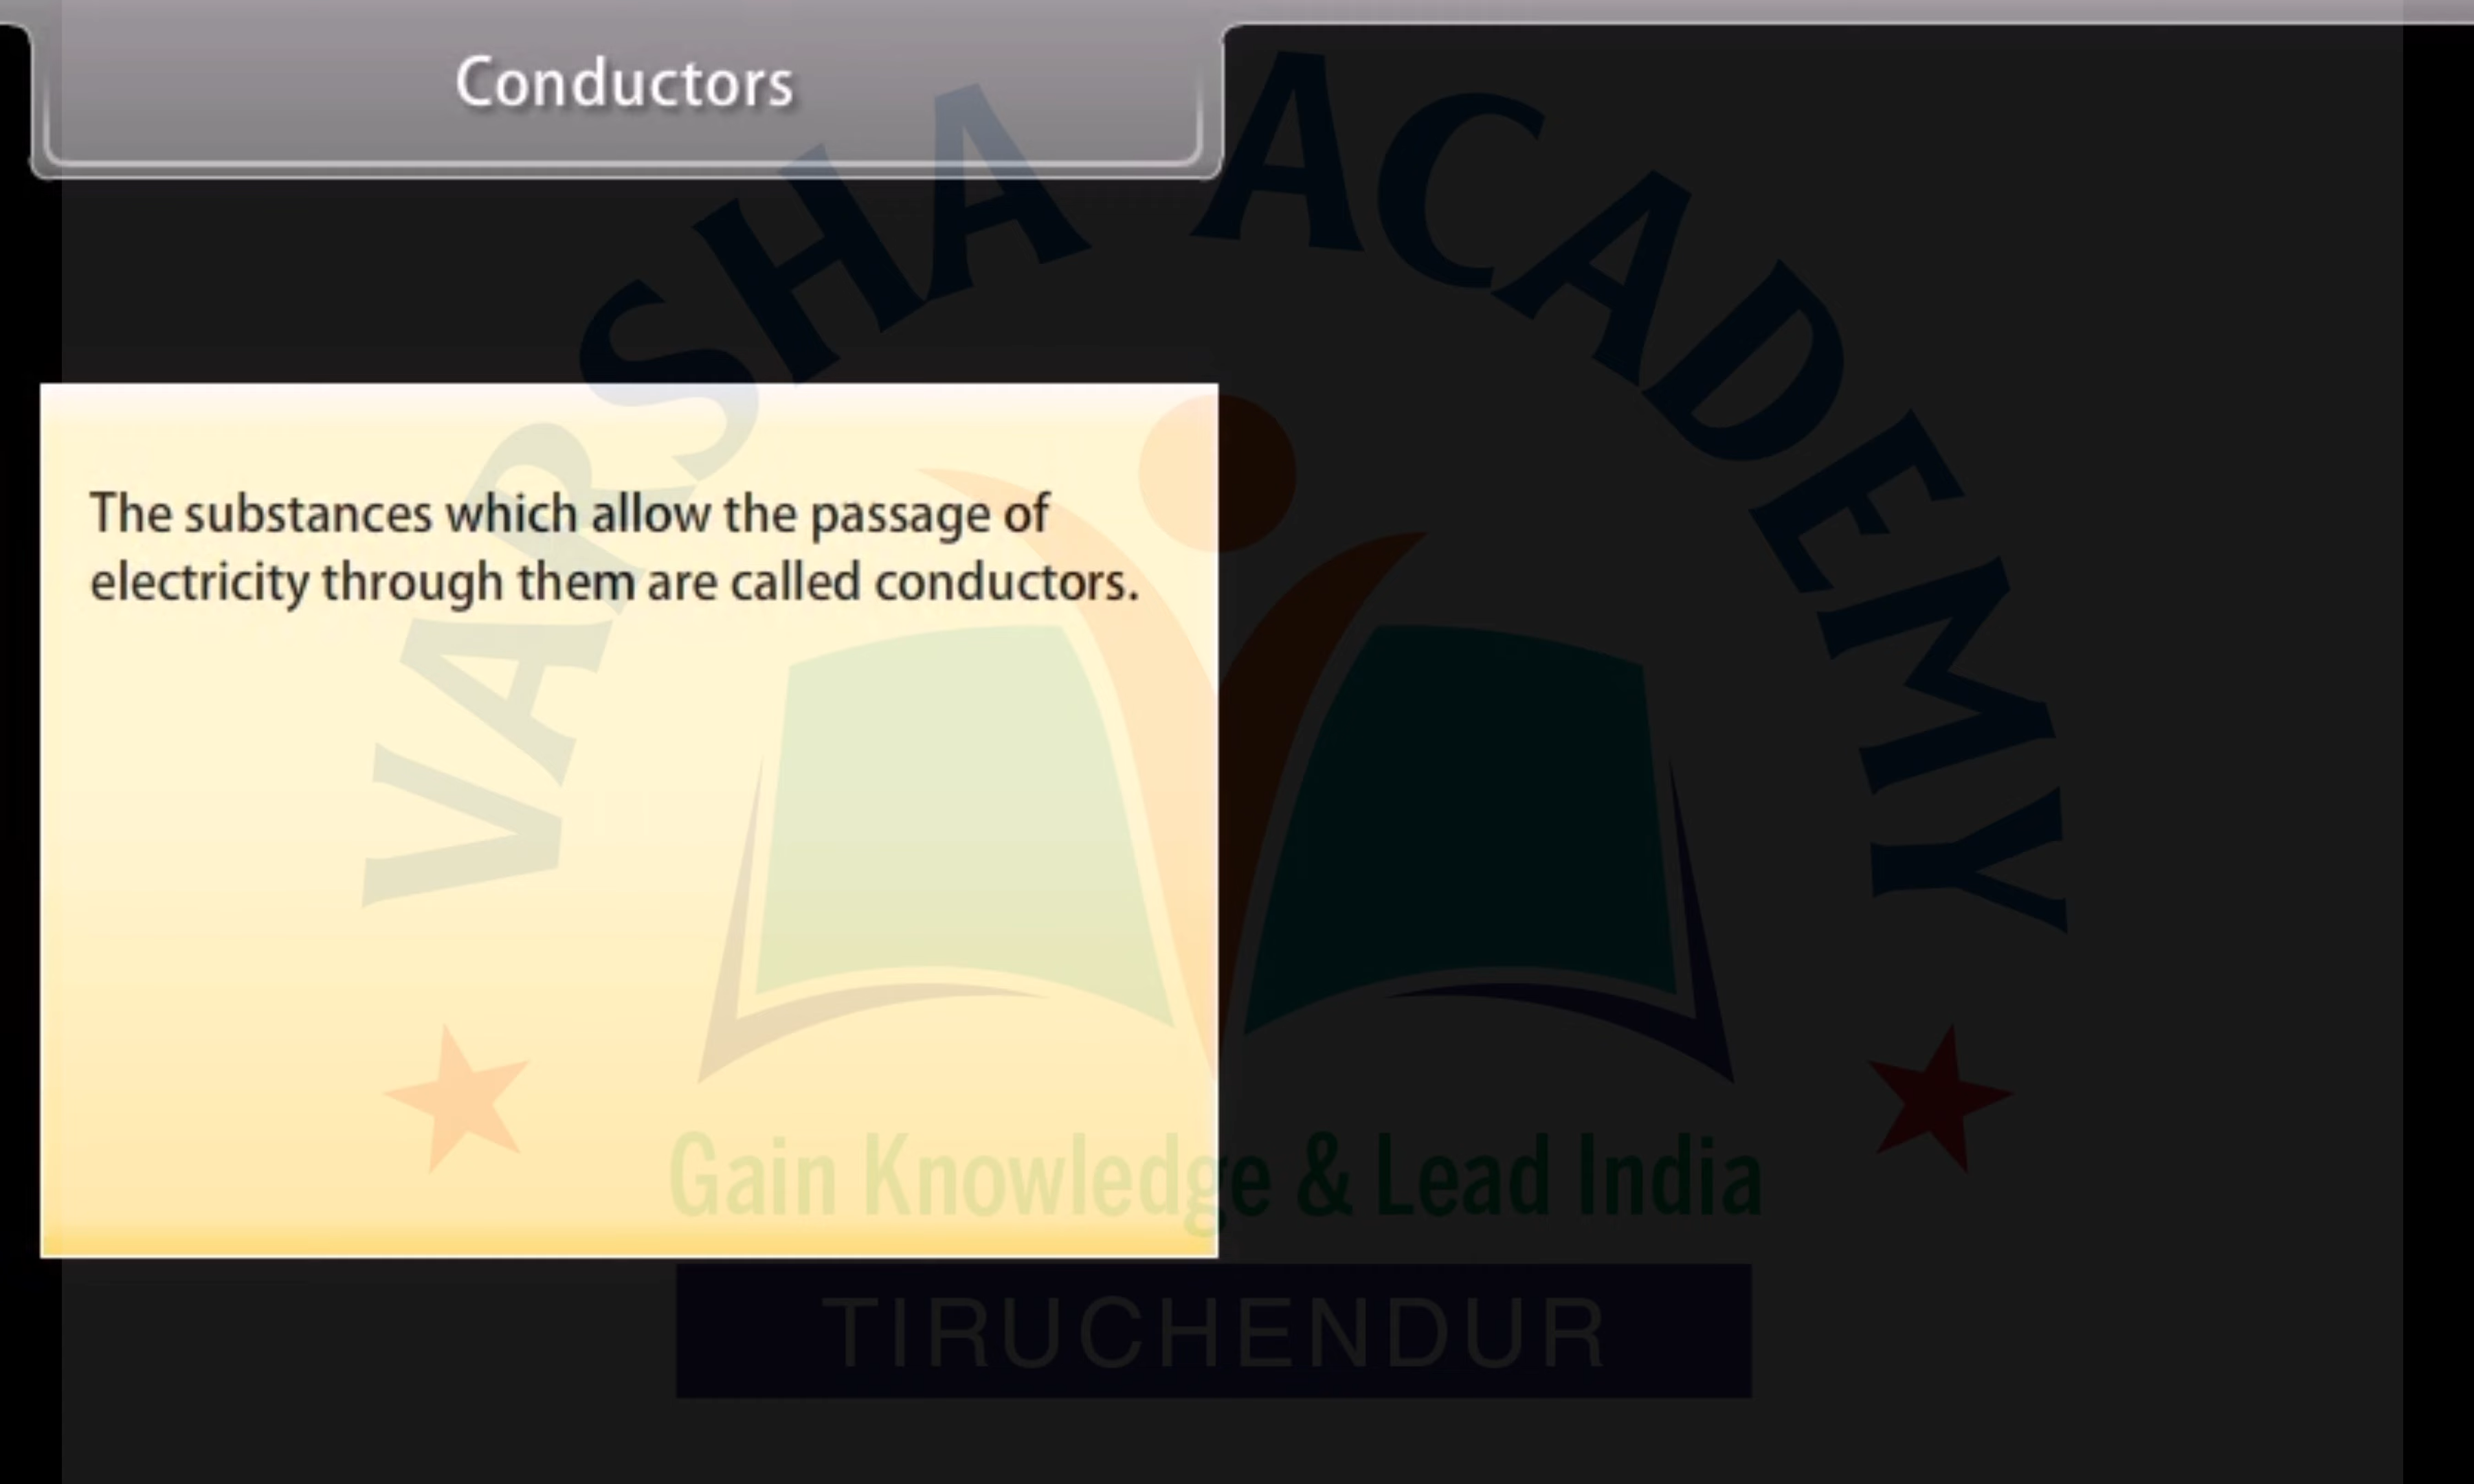 Conductors
VARSHA ACADEMY
The substances which allow the passage of
electricity through them are called conductors.
Gain Knowledge & Lead India
TIRUCHENDUR